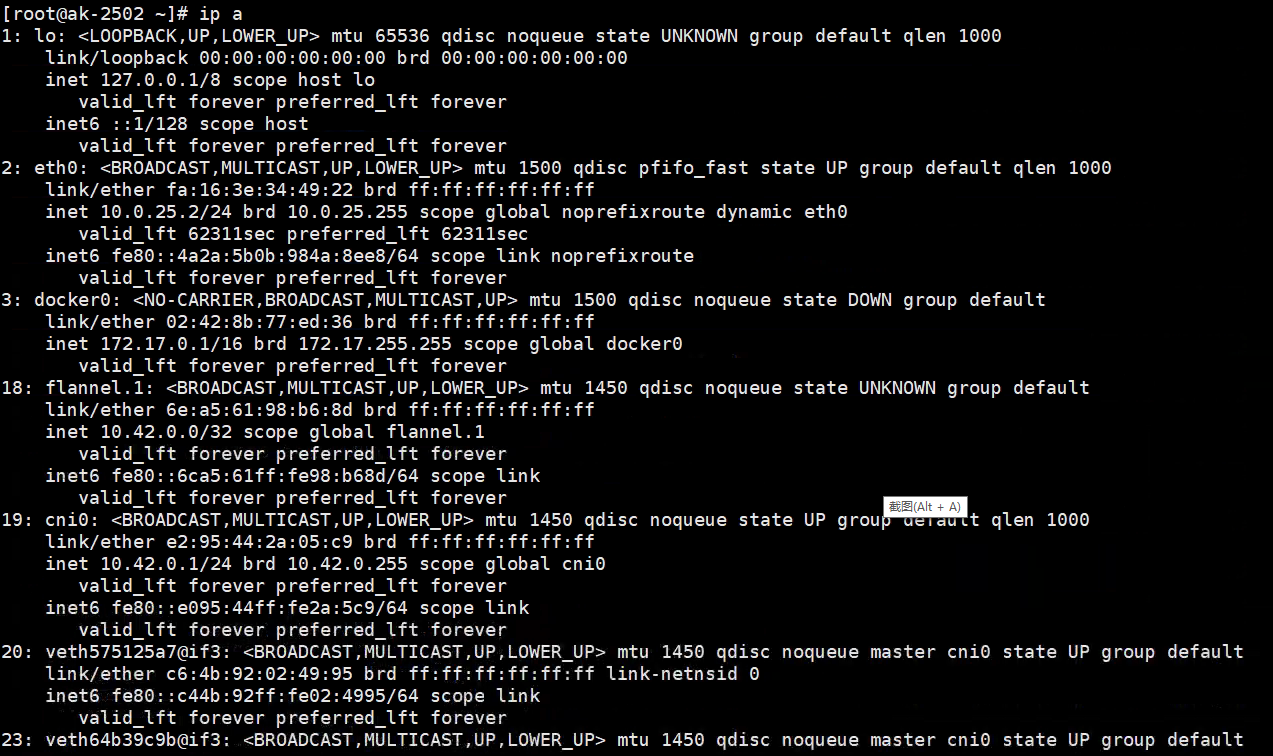 [root@ak-2502 ~]# ip a
1: lo: <LOOPBACK,UP,LOWER_UP> mtu 65536 qdisc noqueue state UNKNOWN group default qlen 1000
    link/loopback 00:00:00:00:00:00 brd 00:00:00:00:00:00
    inet 127.0.0.1/8 scope host lo
       valid_lft forever preferred_lft forever
    inet6 ::1/128 scope host
       valid_lft forever preferred_lft forever
2: eth0: <BROADCAST,MULTICAST,UP,LOWER_UP> mtu 1500 qdisc pfifo_fast state UP group default qlen 1000
    link/ether fa:16:3e:34:49:22 brd ff:ff:ff:ff:ff:ff
    inet 10.0.25.2/24 brd 10.0.25.255 scope global noprefixroute dynamic eth0
       valid_lft 62311sec preferred_lft 62311sec
    inet6 fe80::4a2a:5b0b:984a:8ee8/64 scope link noprefixroute
       valid_lft forever preferred_lft forever
3: docker0: <NO-CARRIER,BROADCAST,MULTICAST,UP> mtu 1500 qdisc noqueue state DOWN group default
    link/ether 02:42:8b:77:ed:36 brd ff:ff:ff:ff:ff:ff
    inet 172.17.0.1/16 brd 172.17.255.255 scope global docker0
       valid_lft forever preferred_lft forever
18: flannel.1: <BROADCAST,MULTICAST,UP,LOWER_UP> mtu 1450 qdisc noqueue state UNKNOWN group default
    link/ether 6e:a5:61:98:b6:8d brd ff:ff:ff:ff:ff:ff
    inet 10.42.0.0/32 scope global flannel.1
       valid_lft forever preferred_lft forever
    inet6 fe80::6ca5:61ff:fe98:b68d/64 scope link
       valid_lft forever preferred_lft forever
截图(Alt + A)
19: cni0: <BROADCAST,MULTICAST,UP,LOWER_UP> mtu 1450 qdisc noqueue state UP group default qlen 1000
    link/ether e2:95:44:2a:05:c9 brd ff:ff:ff:ff:ff:ff
    inet 10.42.0.1/24 brd 10.42.0.255 scope global cni0
       valid_lft forever preferred_lft forever
    inet6 fe80::e095:44ff:fe2a:5c9/64 scope link
       valid_lft forever preferred_lft forever
20: veth575125a7@if3: <BROADCAST,MULTICAST,UP,LOWER_UP> mtu 1450 qdisc noqueue master cni0 state UP group default
    link/ether c6:4b:92:02:49:95 brd ff:ff:ff:ff:ff:ff link-netnsid 0
    inet6 fe80::c44b:92ff:fe02:4995/64 scope link
       valid_lft forever preferred_lft forever
23: veth64b39c9b@if3: <BROADCAST,MULTICAST,UP,LOWER_UP> mtu 1450 qdisc noqueue master cni0 state UP group default